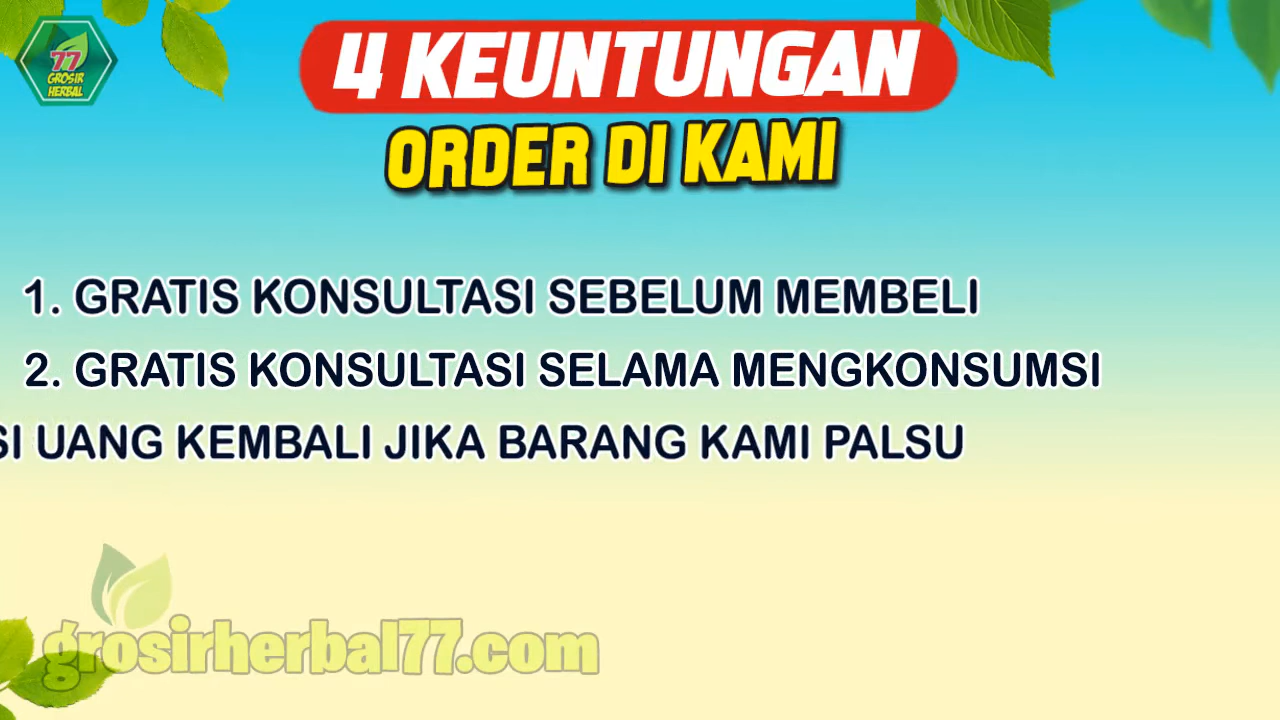 77
GROSIR
HERBAL
4 KEUNTUNGAN
ORDER DI KAMI
1. GRATIS KONSULTASI SEBELUM MEMBELI
2. GRATIS KONSULTASI SELAMA MENGKONSUMSI
SI UANG KEMBALI JIKA BARANG KAMI PALSU
grosirherbal77.com